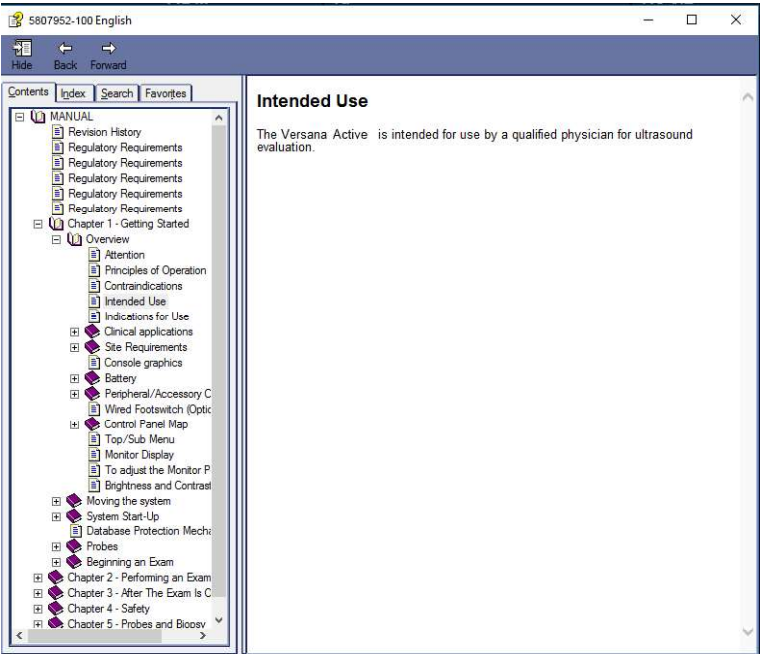 5807952-100 English
Hide Back Forward
Contents Index Search Favorites
MANUAL
Revision History
Regulatory Requirements
Regulatory Requirements
Regulatory Requirements
Regulatory Requirements
Regulatory Requirements
Chapter 1 - Getting Started
Overview
Attention
Principles of Operation
Contraindications
Intended Use
Indications for Use
Clinical applications
Site Requirements
Console graphics
Battery
Peripheral/Accessory C
Wired Footswitch (Optic
Control Panel Map
Top/Sub Menu
Monitor Display
To adjust the Monitor P
Brightness and Contrast
Moving the system
System Start-Up
Database Protection Mecha
Probes
Beginning an Exam
Chapter 2 - Performing an Exam
Chapter 3 - After The Exam Is C
Chapter 4 - Safety
Chapter 5 - Probes and Biopsy
Intended Use
The Versana Active is intended for use by a qualified physician for ultrasound
evaluation.